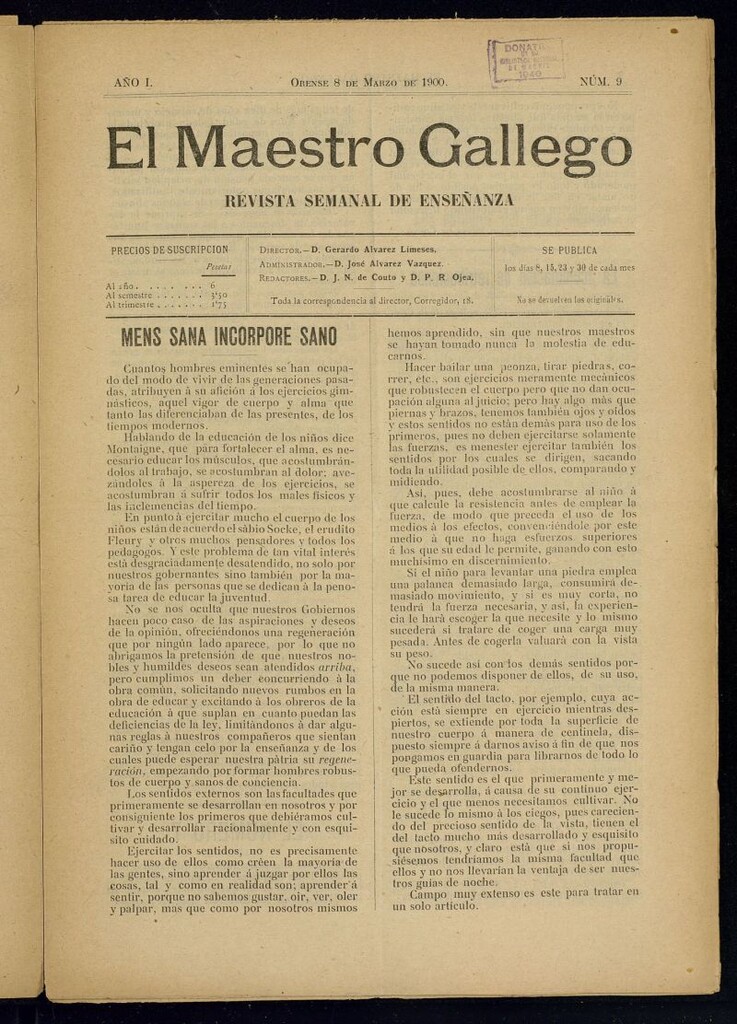 AÑO I.
ORENSE 8 DE MARZO DE 1900.
NÚM. 9
DONAT
1940
El Maestro Gallego
REVISTA SEMANAL DE ENSEÑANZA
PRECIOS DE SUSCRIPCION
Pesetas
Al año. . . . . . . 6
Al semestre . . . . . . . 3'50
Al trimestre . . . . . . . 1'75
DIRECTOR.—D. Gerardo Alvarez Limeses.
ADMINISTRADOR.—D. José Alvarez Vazquez.
REDACTORES.—D. J. N. de Couto y D. P. R. Ojea.
Toda la correspondencia al director, Corregidor, 18.
SE PUBLICA
los días 8, 15, 23 y 30 de cada mes
No se devuelven los originales.
MENS SANA INCORPORE SANO
Cuantos hombres eminentes se han ocupa-
do del modo de vivir de las generaciones pasa-
das, atribuyen á su afición á los ejercicios gim-
násticos, aquel vigor de cuerpo y alma que
tanto las diferenciaban de las presentes, de los
tiempos modernos.
Hablando de la educación de los niños dice
Montaigne, que para fortalecer el alma, es ne-
cesario educar los músculos, que acostumbrán-
dolos al trabajo, se acostumbran al dolor; ave-
zándoles á la aspereza de los ejercicios, se
acostumbran á sufrir todos los males físicos y
las inclemencias del tiempo.
En punto á ejercitar mucho el cuerpo de los
niños están de acuerdo el sábio Socke, el erudito
Fleury y otros muchos pensadores y todos los
pedagogos. Y este problema de tan vital interés
está desgraciadamente desatendido, no solo por
nuestros gobernantes sino también por la ma-
yoría de las personas que se dedican á la peno-
sa tarea de educar la juventud.
No se nos oculta que nuestros Gobiernos
hacen poco caso de las aspiraciones y deseos
de la opinión, ofreciéndonos una regeneración
que por ningún lado aparece, por lo que no
abrigamos la pretensión de que nuestros no-
bles y humildes deseos sean atendidos arriba,
pero cumplimos un deber concurriendo á la
obra común, solicitando nuevos rumbos en la
obra de educar y excitando á los obreros de la
educación á que suplan en cuanto puedan las
deficiencias de la ley, limitándonos á dar algu-
nas reglas á nuestros compañeros que sientan
cariño y tengan celo por la enseñanza y de los
cuales puede esperar nuestra pátria su regene-
ración, empezando por formar hombres robus-
tos de cuerpo y sanos de conciencia.
Los sentidos externos son las facultades que
primeramente se desarrollan en nosotros y por
consiguiente los primeros que debiéramos cul-
tivar y desarrollar racionalmente y con esqui-
sito cuidado.
Ejercitar los sentidos, no es precisamente
hacer uso de ellos como créen la mayoría de
las gentes, sino aprender á juzgar por ellos las
cosas, tal y como en realidad son; aprender á
sentir, porque no sabemos gustar, oir, ver, oler
y palpar, mas que como por nosotros mismos
hemos aprendido, sin que nuestros maestros
se hayan tomado nunca la molestia de edu-
carnos.
Hacer bailar una peonza, tirar piedras, co-
rrer, etc., son ejercicios meramente mecánicos
que robustecen el cuerpo pero que no dan ocu-
pación alguna al juicio; pero hay algo más que
piernas y brazos, tenemos también ojos y oídos
y estos sentidos no están demás para uso de los
primeros, pues no deben ejercitarse solamente
las fuerzas, es menester ejercitar también los
sentidos por los cuales se dirigen, sacando
toda la utilidad posible de ellos, comparando y
midiendo.
Así, pues, debe acostumbrarse al niño á
que calcule la resistencia antes de emplear la
fuerza, de modo que preceda el uso de los
medios á los efectos, conveniéndole por este
medio á que no haga esfuerzos superiores
á los que su edad le permite, ganando con esto
muchísimo en discernimiento.
Si el niño para levantar una piedra emplea
una palanca demasiado larga, consumirá de-
masiado movimiento, y si es muy corta, no
tendrá la fuerza necesaria, y así, la experien-
cia le hará escoger la que necesite y lo mismo
sucederá si tratare de coger una carga muy
pesada. Antes de cogerla valuará con la vista
su peso.
No sucede así con los demás sentidos por-
que no podemos disponer de ellos, de su uso,
de la misma manera.
El sentido del tacto, por ejemplo, cuya ac-
ción está siempre en ejercicio mientras des-
piertos, se extiende por toda la superficie de
nuestro cuerpo á manera de centinela, dis-
puesto siempre á darnos aviso á fin de que nos
pongamos en guardia para librarnos de todo lo
que pueda ofendernos.
Este sentido es el que primeramente y me-
jor se desarrolla, á causa de su continuo ejer-
cicio y el que menos necesitamos cultivar. No
le sucede lo mismo á los ciegos, pues carecien-
do del precioso sentido de la vista, tienen el
del tacto mucho más desarrollado y esquisito
que nosotros, y claro está que si nos propu-
siésemos tendríamos la misma facultad que
ellos y no nos llevarían la ventaja de ser nues-
tros guías de noche.
Campo muy extenso es este para tratar en
un solo artículo.